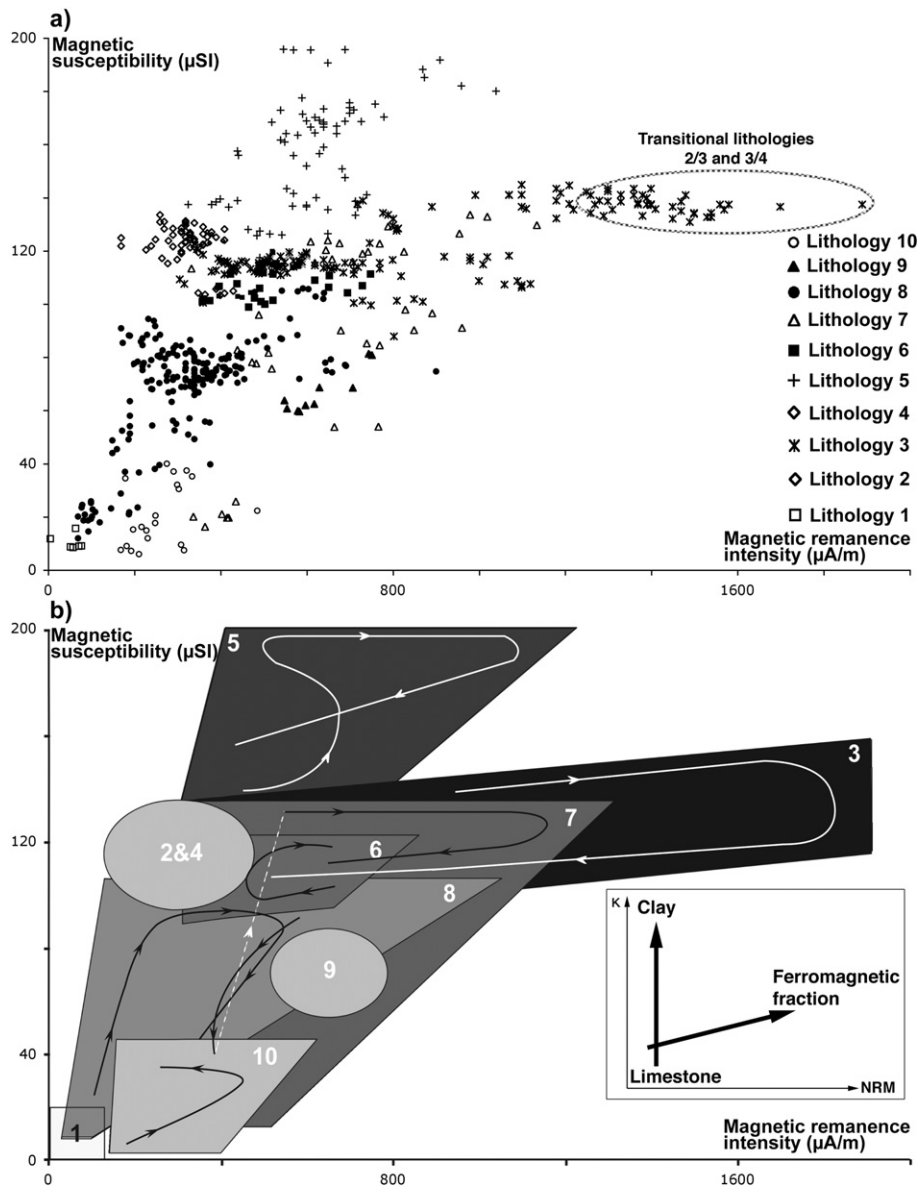 a)
200
Magnetic
susceptibility (µSI)
Transitional lithologies
2/3 and 3/4
120
Lithology 10
Lithology 9
Lithology 8
Lithology 7
Lithology 6
Lithology 5
Lithology 4
Lithology 3
Lithology 2
Lithology 1
40
Magnetic remanence
intensity (µA/m)
0
0
800
1600
b)
200
Magnetic
susceptibility (µSI)
5
3
7
120
2&4
6
8
9
K
Clay
Ferromagnetic
fraction
Limestone
NRM
40
10
1
Magnetic remanence
intensity (µA/m)
0
0
800
1600